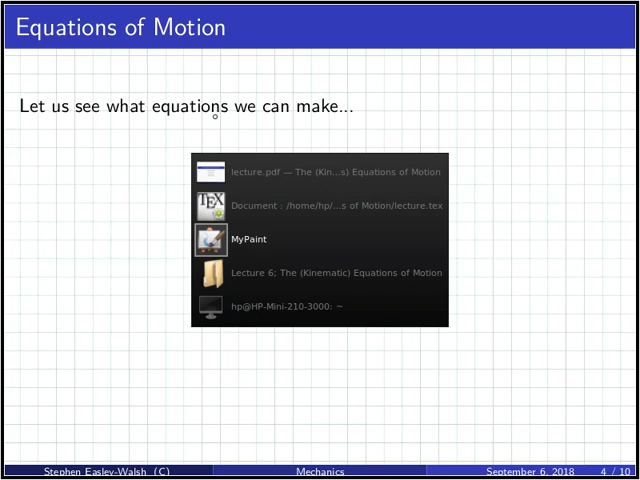 Equations of Motion
Let us see what equations we can make...
lecture.pdf — The (Kin...s) Equations of Motion
TEX
Document : /home/hp/...s of Motion/lecture.tex
MyPaint
Lecture 6; The (Kinematic) Equations of Motion
hp@HP-Mini-210-3000: ~
Stephen Easley-Walsh (C) Mechanics September 6, 2018 4 / 10